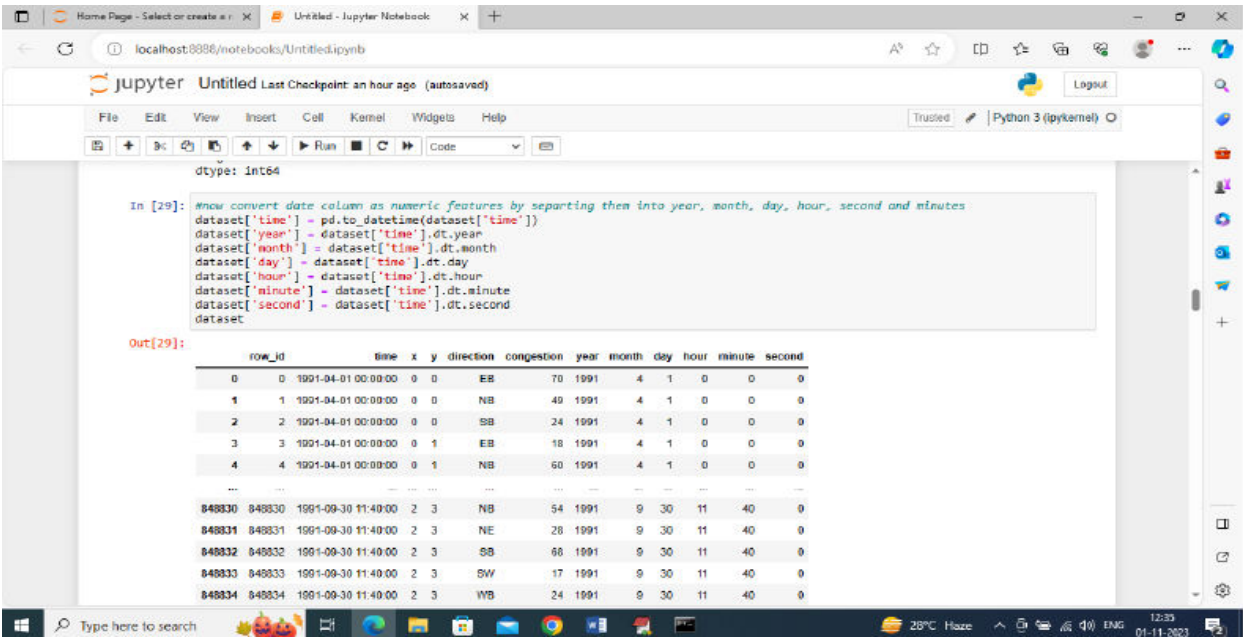 Home Page - Select or create a n
Untitled - Jupyter Notebook
localhost:8888/notebooks/Untitled.ipynb
jupyter Untitled Last Checkpoint: an hour ago (autosaved)
Logout
File Edit View Insert Cell Kernel Widgets Help
Trusted Python 3 (ipykernel)
Run Code
dtype: int64
In [29]: #now convert date column as numeric features by separting them into year, month, day, hour, second and minutes
dataset['time'] = pd.to_datetime(dataset['time'])
dataset['year'] = dataset['time'].dt.year
dataset['month'] = dataset['time'].dt.month
dataset['day'] = dataset['time'].dt.day
dataset['hour'] = dataset['time'].dt.hour
dataset['minute'] = dataset['time'].dt.minute
dataset['second'] = dataset['time'].dt.second
dataset
Out[29]:
row_id time x y direction congestion year month day hour minute second
0 0 1991-04-01 00:00:00 0 0 EB 70 1991 4 1 0 0 0
1 1 1991-04-01 00:00:00 0 0 NB 49 1991 4 1 0 0 0
2 2 1991-04-01 00:00:00 0 0 SB 24 1991 4 1 0 0 0
3 3 1991-04-01 00:00:00 0 1 EB 18 1991 4 1 0 0 0
4 4 1991-04-01 00:00:00 0 1 NB 60 1991 4 1 0 0 0
... ... ... ... ... ... ... ... ... ... ... ... ...
848830 848830 1991-09-30 11:40:00 2 3 NB 54 1991 9 30 11 40 0
848831 848831 1991-09-30 11:40:00 2 3 NE 28 1991 9 30 11 40 0
848832 848832 1991-09-30 11:40:00 2 3 SB 68 1991 9 30 11 40 0
848833 848833 1991-09-30 11:40:00 2 3 SW 17 1991 9 30 11 40 0
848834 848834 1991-09-30 11:40:00 2 3 WB 24 1991 9 30 11 40 0
Type here to search
28°C Haze
ENG
12:35
01-11-2023